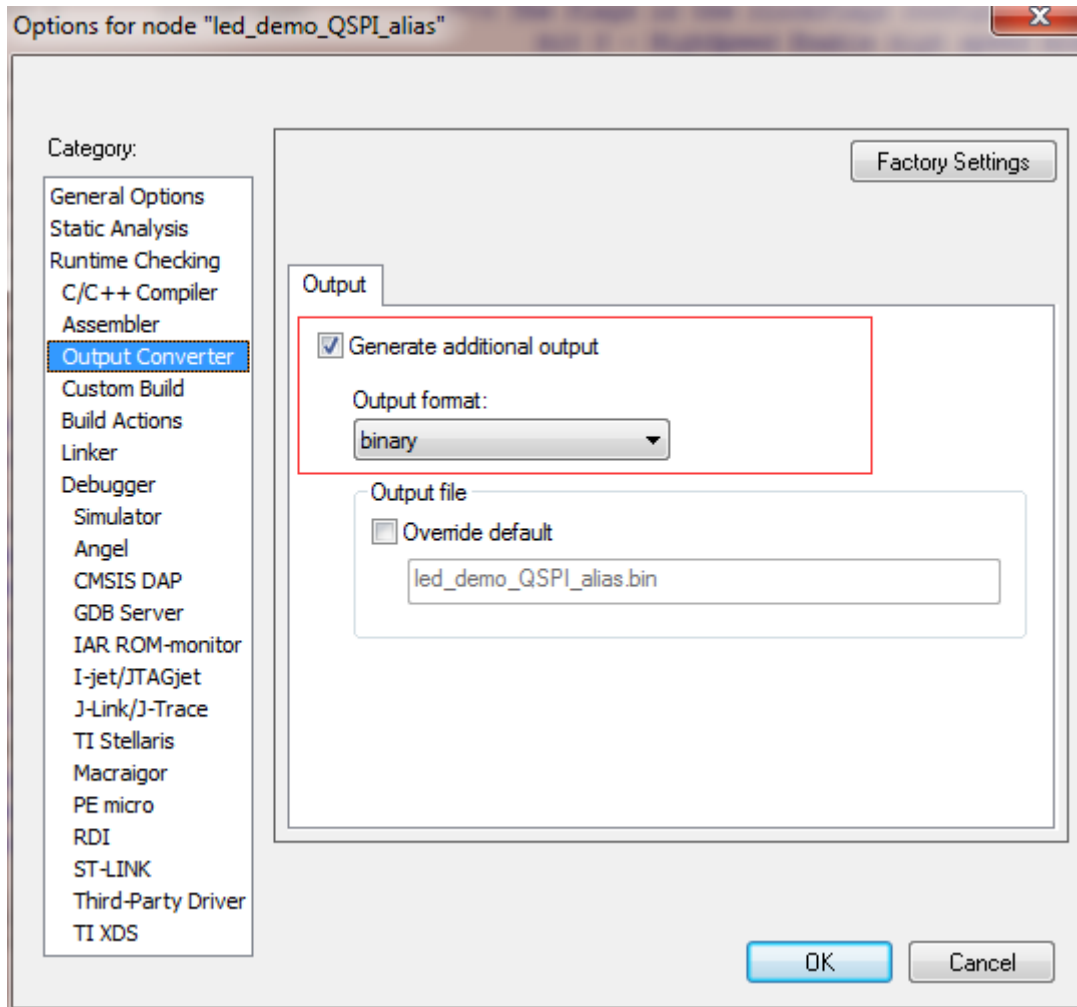 Options for node "led_demo_QSPI_alias"
Category:
Factory Settings
General Options
Static Analysis
Runtime Checking
C/C++ Compiler
Assembler
Output Converter
Custom Build
Build Actions
Linker
Debugger
Simulator
Angel
CMSIS DAP
GDB Server
IAR ROM-monitor
I-jet/JTAGjet
J-Link/J-Trace
TI Stellaris
Macraigor
PE micro
RDI
ST-LINK
Third-Party Driver
TI XDS
Output
Generate additional output
Output format:
binary
Output file
Override default
led_demo_QSPI_alias.bin
OK
Cancel